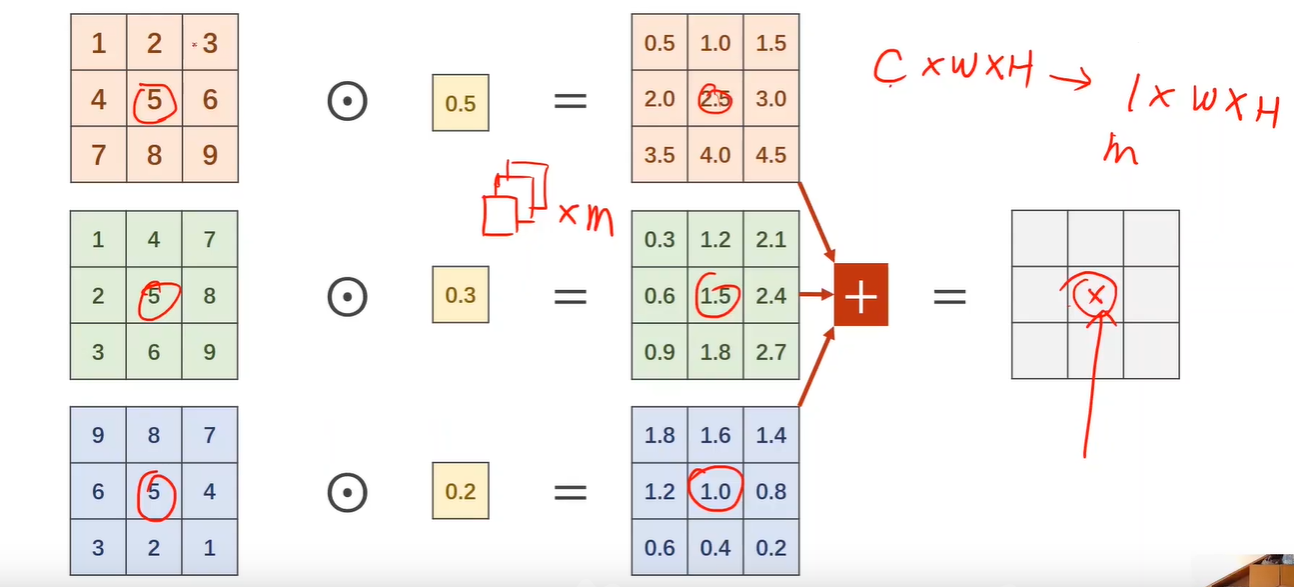 1 2 3
4 5 6
7 8 9
⊙ 0.5 =
0.5 1.0 1.5
2.0 2.5 3.0
3.5 4.0 4.5
C × W × H → 1 × W × H
m
× m
1 4 7
2 5 8
3 6 9
⊙ 0.3 =
0.3 1.2 2.1
0.6 1.5 2.4
0.9 1.8 2.7
+ =
x
9 8 7
6 5 4
3 2 1
⊙ 0.2 =
1.8 1.6 1.4
1.2 1.0 0.8
0.6 0.4 0.2